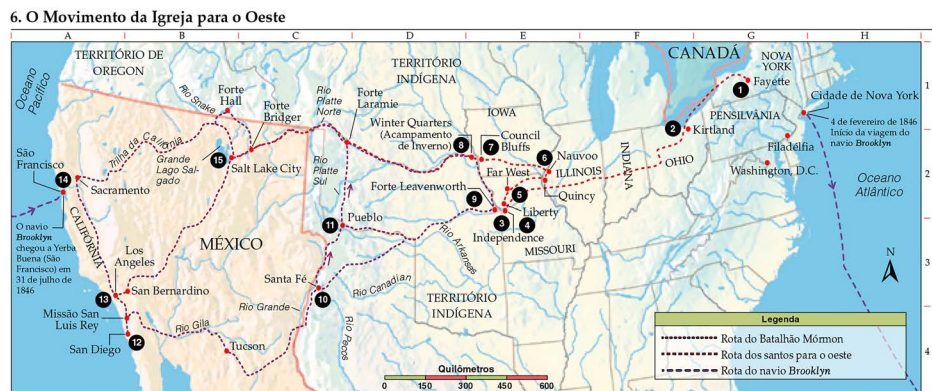 6. O Movimento da Igreja para o Oeste
A
B
C
D
E
F
G
H
1
2
3
4
Oceano
Pacífico
TERRITÓRIO DE
OREGON
Rio Snake
Forte
Hall
Forte
Bridger
Rio
Platte
Norte
Forte
Laramie
TERRITÓRIO
INDÍGENA
IOWA
Winter Quarters
(Acampamento
de Inverno)
8
7
Council
Bluffs
6
Nauvoo
ILLINOIS
INDIANA
OHIO
CANADÁ
NOVA
YORK
1
Fayette
2
Kirtland
PENSILVÂNIA
Cidade de Nova York
4 de fevereiro de 1846
Início da viagem do
navio Brooklyn
Filadélfia
Washington, D.C.
Oceano
Atlântico
Trilha da Califórnia
Grande
Lago Sal-
gado
15
Salt Lake City
Rio
Platte
Sul
Far West
Forte Leavenworth
9
5
Quincy
Liberty
3
4
Independence
MISSOURI
São
Francisco
14
Sacramento
CALIFÓRNIA
O navio
Brooklyn
chegou a Yerba
Buena (São
Francisco) em
31 de julho de
1846
MÉXICO
11
Pueblo
Rio Arkansas
Los
Angeles
13
San Bernardino
Missão San
Luis Rey
San Diego
12
Rio Gila
Tucson
Santa Fé
10
Rio Grande
Rio Canadian
Rio Pecos
TERRITÓRIO
INDÍGENA
N
Quilômetros
0
150
300
450
600
Legenda
Rota do Batalhão Mórmon
Rota dos santos para o oeste
Rota do navio Brooklyn